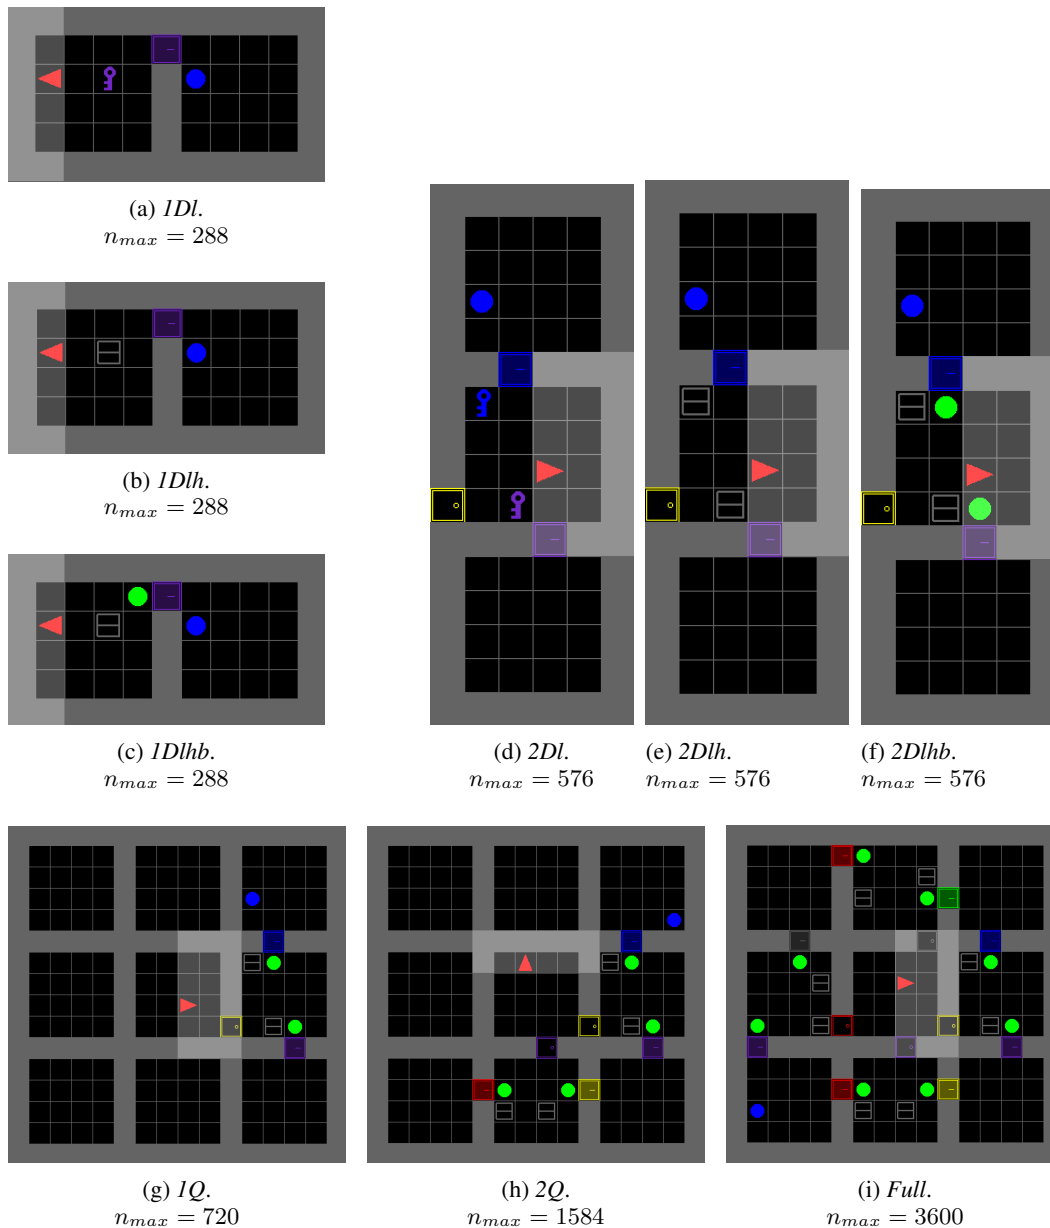 (a) 1Dl.
n_max = 288
(b) 1Dlh.
n_max = 288
(c) 1Dlhb.
n_max = 288
(d) 2Dl.
n_max = 576
(e) 2Dlh.
n_max = 576
(f) 2Dlhb.
n_max = 576
(g) 1Q.
n_max = 720
(h) 2Q.
n_max = 1584
(i) Full.
n_max = 3600